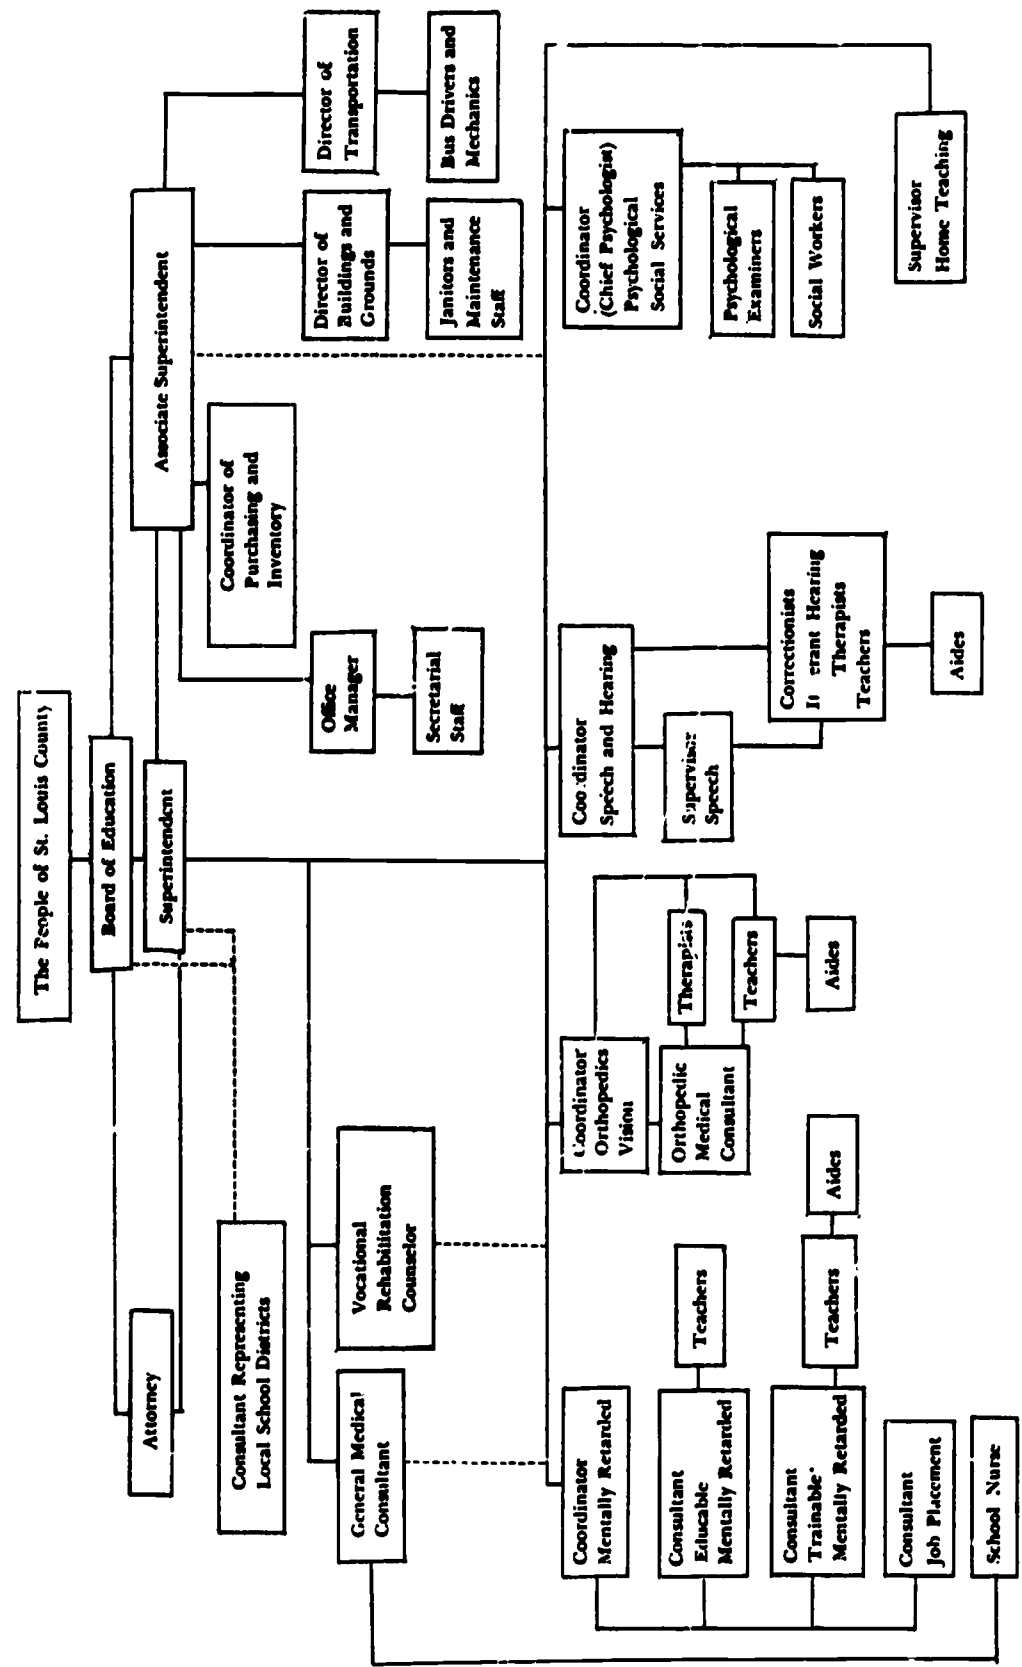 The People of St. Louis County
Board of Education
Superintendent
Attorney
Associate Superintendent
Consultant Representing
Local School Districts
Coordinator of
Purchasing and
Inventory
Director of
Buildings and
Grounds
Director of
Transportation
General Medical
Consultant
Vocational
Rehabilitation
Counselor
Office
Manager
Secretarial
Staff
Janitors and
Maintenance
Staff
Bus Drivers and
Mechanics
Coordinator
Mentally Retarded
Coordinator
Orthopedics
Vision
Coordinator
Speech and Hearing
Coordinator
(Chief Psychologist)
Psychological
Social Services
Consultant
Educable
Mentally Retarded
Teachers
Orthopedic
Medical
Consultant
Therapists
Teachers
Supervisor
Speech
Psychological
Examiners
Consultant
Trainable
Mentally Retarded
Teachers
Aides
Aides
Correctionists
Hearing
Therapists
Teachers
Social Workers
Consultant
Job Placement
Aides
Supervisor
Home Teaching
School Nurse